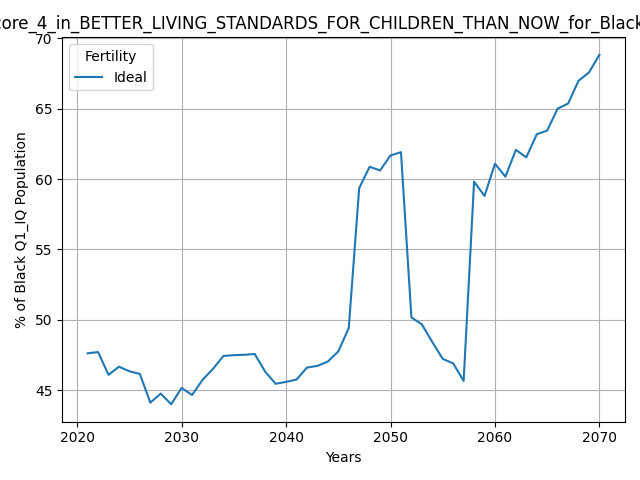 core_4_in_BETTER_LIVING_STANDARDS_FOR_CHILDREN_THAN_NOW_for_Black
Fertility
Ideal
% of Black Q1_IQ Population
70
65
60
55
50
45
2020 2030 2040 2050 2060 2070
Years